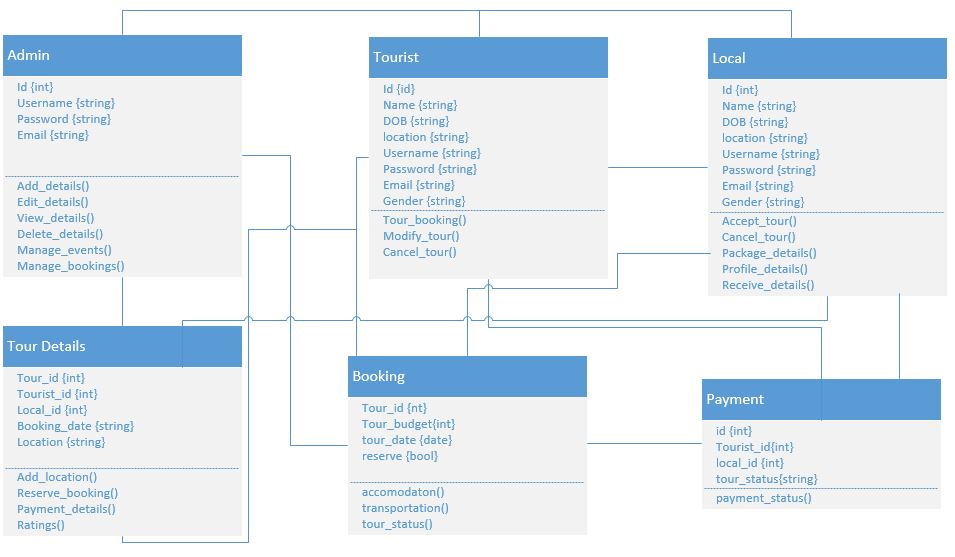 Admin
Id {int}
Username {string}
Password {string}
Email {string}
Add_details()
Edit_details()
View_details()
Delete_details()
Manage_events()
Manage_bookings()
Tourist
Id {id}
Name {string}
DOB {string}
location {string}
Username {string}
Password {string}
Email {string}
Gender {string}
Tour_booking()
Modify_tour()
Cancel_tour()
Local
Id {int}
Name {string}
DOB {string}
location {string}
Username {string}
Password {string}
Email {string}
Gender {string}
Accept_tour()
Cancel_tour()
Package_details()
Profile_details()
Receive_details()
Tour Details
Tour_id {int}
Tourist_id {int}
Local_id {int}
Booking_date {string}
Location {string}
Add_location()
Reserve_booking()
Payment_details()
Ratings()
Booking
Tour_id {nt}
Tour_budget{int}
tour_date {date}
reserve {bool}
accomodaton()
transportation()
tour_status()
Payment
id {int}
Tourist_id{int}
local_id {int}
tour_status{string}
payment_status()